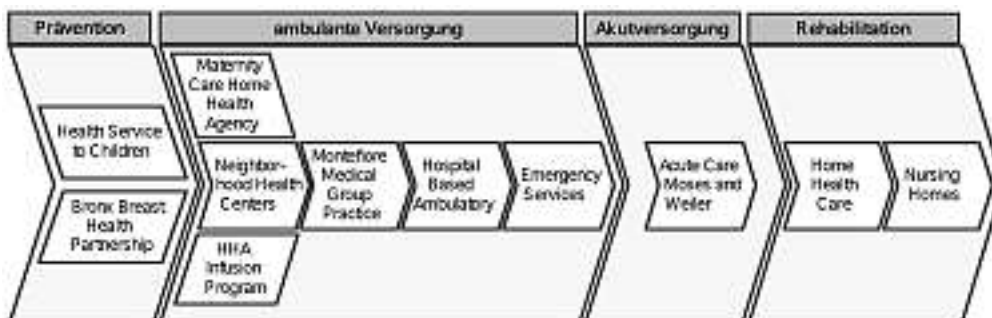 Prävention
ambulante Versorgung
Akutversorgung
Rehabilitation
Health Service
to Children
Bronx Breast
Health
Partnership
Maternity
Care Home
Health
Agency
Neighbor-
hood Health
Centers
HHA
Infusion
Program
Montefiore
Medical
Group
Practice
Hospital
Based
Ambulatory
Emergency
Services
Acute Care
Moses and
Weiler
Home
Health
Care
Nursing
Homes